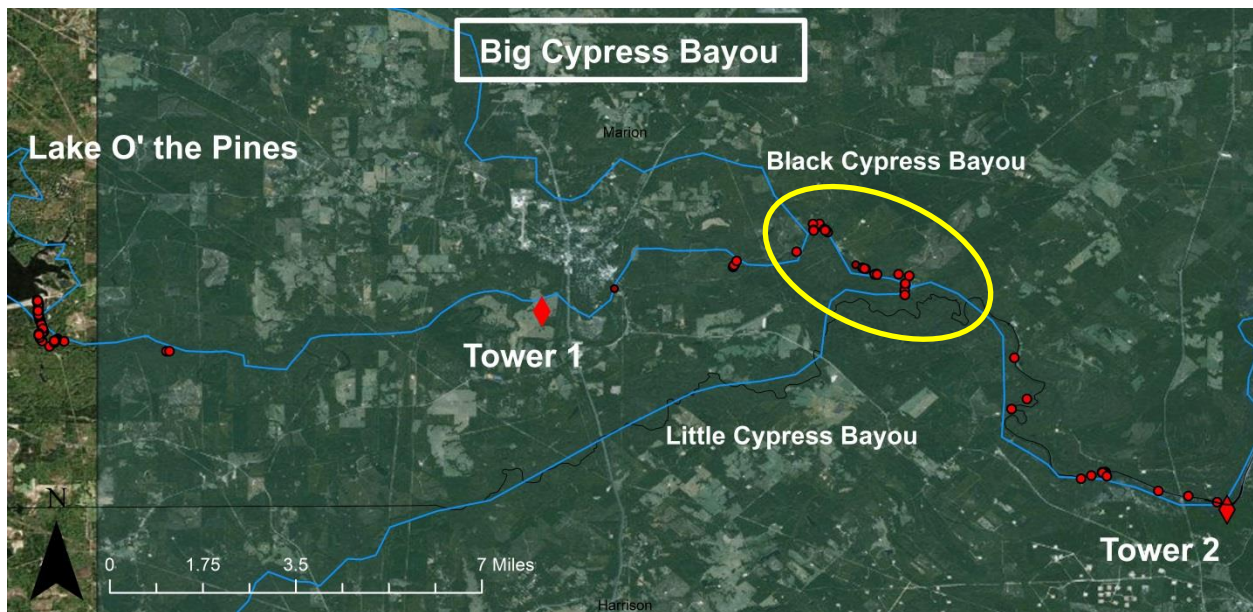 Big Cypress Bayou
Marion
Lake O' the Pines
Black Cypress Bayou
Tower 1
Little Cypress Bayou
N
Tower 2
0 1.75 3.5 7 Miles
Harrison